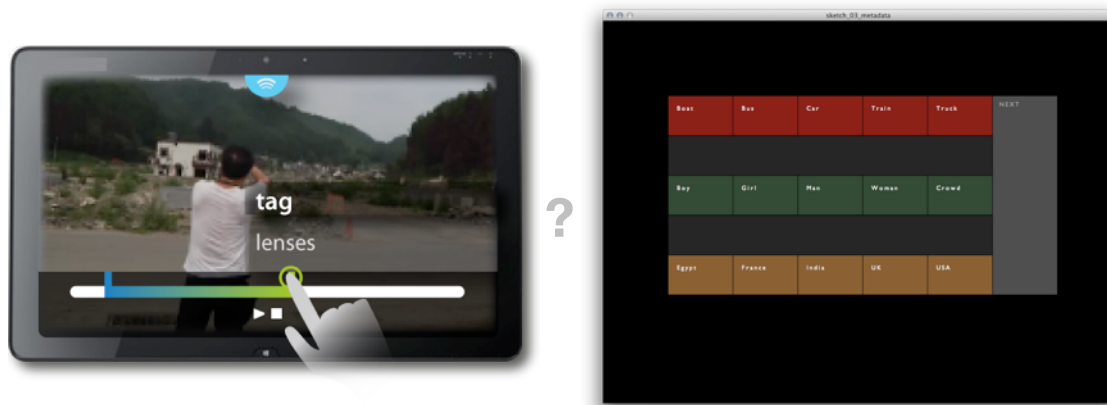 sketch_03_metadata
Boat Bus Car Train Truck NEXT
tag
Boy Girl Man Woman Crowd
?
lenses
Egypt France India UK USA